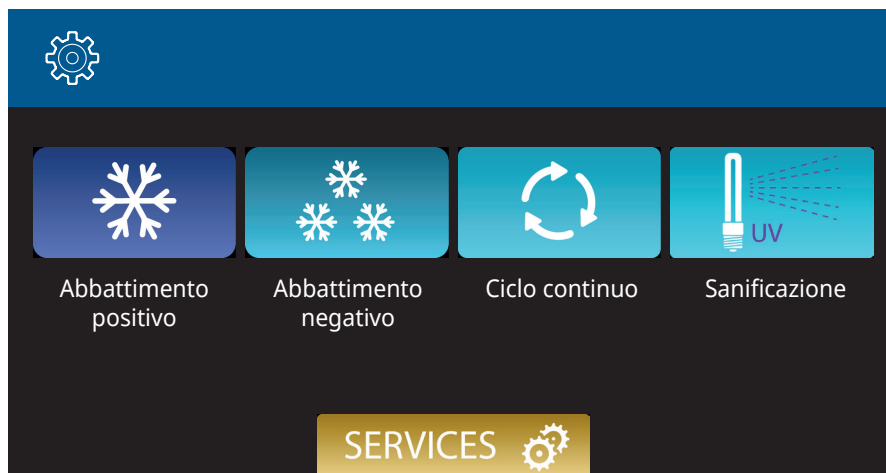 UV
Abbattimento
positivo
Abbattimento
negativo
Ciclo continuo
Sanificazione
SERVICES